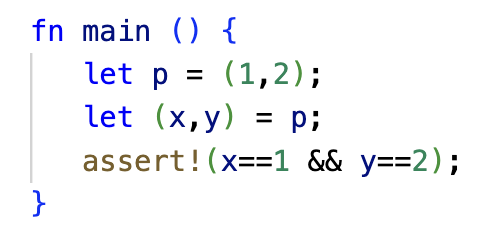 fn main () {
let p = (1,2);
let (x,y) = p;
assert!(x==1 && y==2);
}